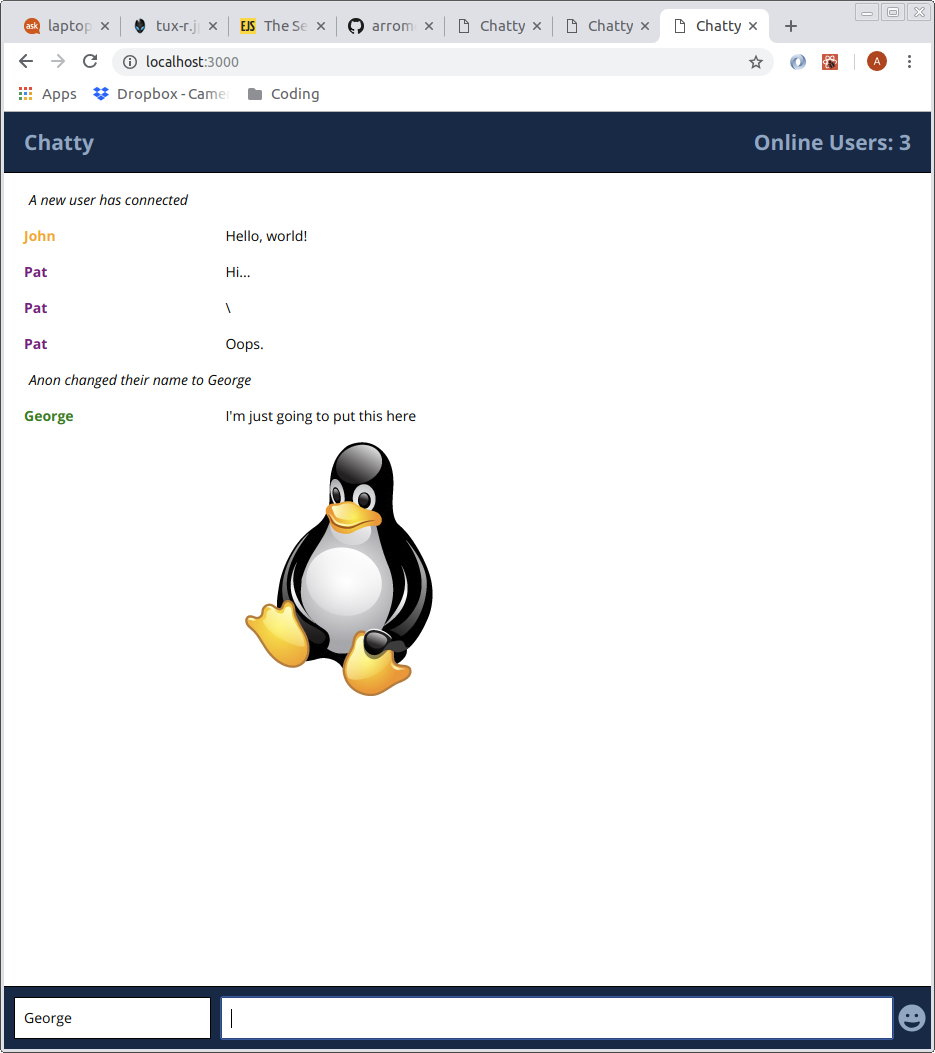 ask laptop tux-r.j EJS The Se arrom Chatty Chatty Chatty
localhost:3000 A
Apps Dropbox - Camer Coding
Chatty Online Users: 3
A new user has connected
John Hello, world!
Pat Hi...
Pat \
Pat Oops.
Anon changed their name to George
George I'm just going to put this here
George